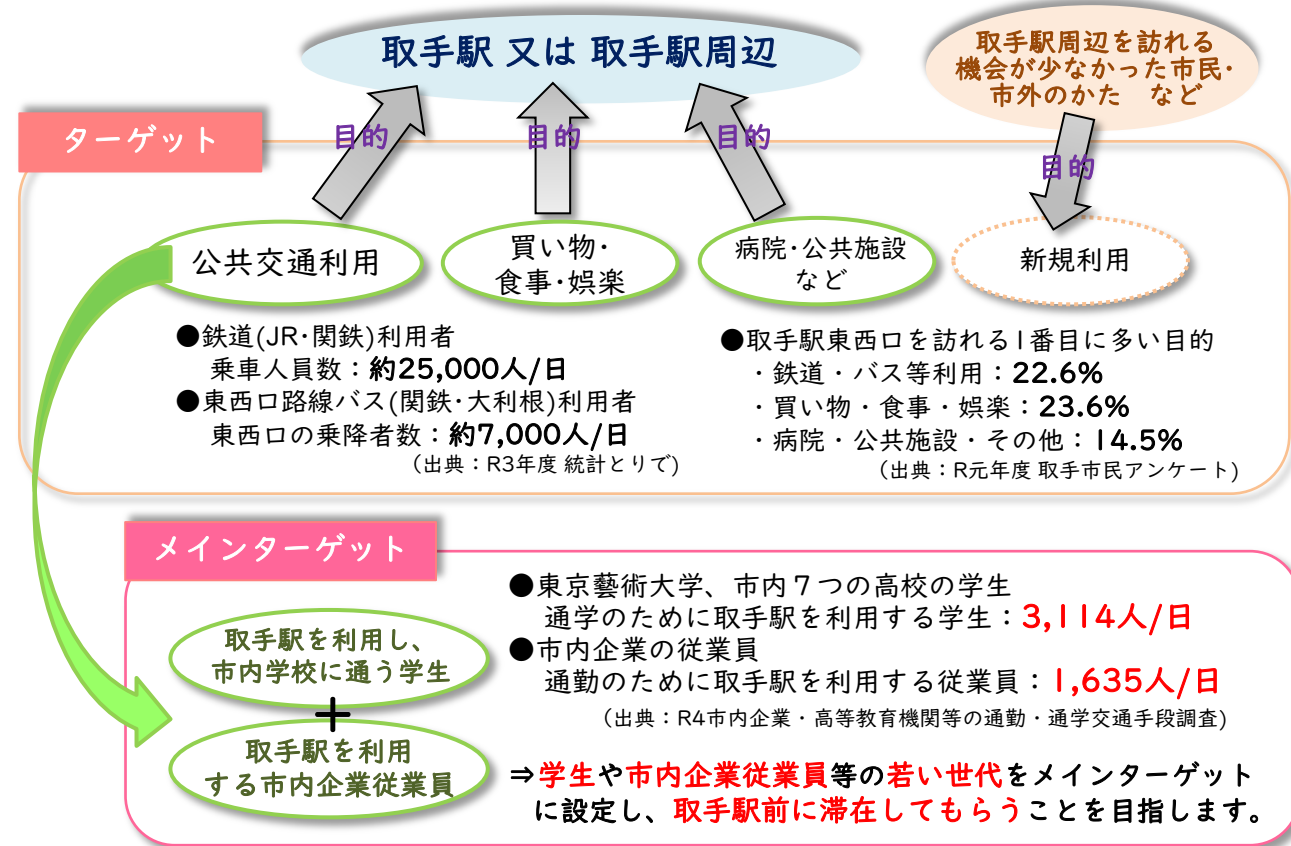 取手駅 又は 取手駅周辺
取手駅周辺を訪れる
機会が少なかった市民・
市外のかた　など
ターゲット
目的
目的
目的
目的
公共交通利用
買い物・
食事・娯楽
病院・公共施設
など
新規利用
●鉄道(JR・関鉄)利用者
乗車人員数：約25,000人/日
●東西口路線バス(関鉄・大利根)利用者
東西口の乗降者数：約7,000人/日
(出典：R3年度 統計とりで)
●取手駅東西口を訪れる1番目に多い目的
・鉄道・バス等利用：22.6%
・買い物・食事・娯楽：23.6%
・病院・公共施設・その他：14.5%
(出典：R元年度 取手市民アンケート)
メインターゲット
取手駅を利用し、
市内学校に通う学生
+
取手駅を利用
する市内企業従業員
●東京藝術大学、市内７つの高校の学生
通学のために取手駅を利用する学生：3,114人/日
●市内企業の従業員
通勤のために取手駅を利用する従業員：1,635人/日
(出典：R4市内企業・高等教育機関等の通勤・通学交通手段調査)
⇒学生や市内企業従業員等の若い世代をメインターゲット
に設定し、取手駅前に滞在してもらうことを目指します。